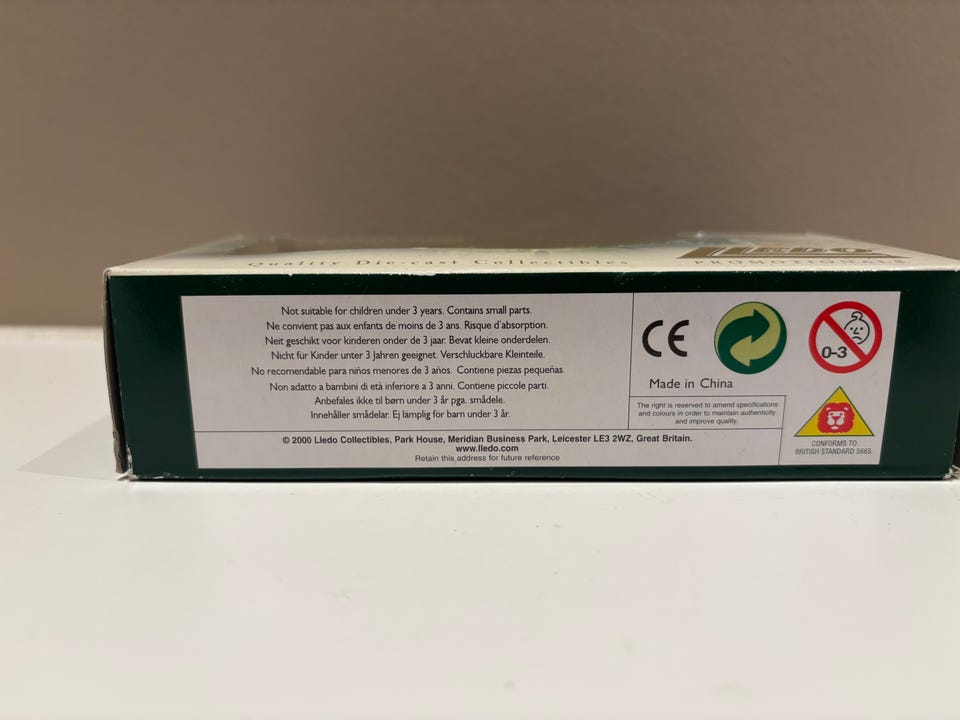 Quality Die-cast Collectibles
LLEDO
PROMOTIONALS
Not suitable for children under 3 years. Contains small parts.
Ne convient pas aux enfants de moins de 3 ans. Risque d'absorption.
Neit geschikt voor kinderen onder de 3 jaar. Bevat kleine onderdelen.
Nicht für Kinder unter 3 Jahren geeignet. Verschluckbare Kleinteile.
No recomendable para niños menores de 3 años. Contiene piezas pequeñas.
Non adatto a bambini di età inferiore a 3 anni. Contiene piccole parti.
Anbefales ikke til børn under 3 år pga. smådele.
Innehåller smådelar. Ej lämplig för barn under 3 år.
© 2000 Lledo Collectibles, Park House, Meridian Business Park, Leicester LE3 2WZ, Great Britain.
www.lledo.com
Retain this address for future reference
CE
0-3
Made in China
The right is reserved to amend specifications
and colours in order to maintain authenticity
and improve quality.
CONFORMS TO
BRITISH STANDARD 5665